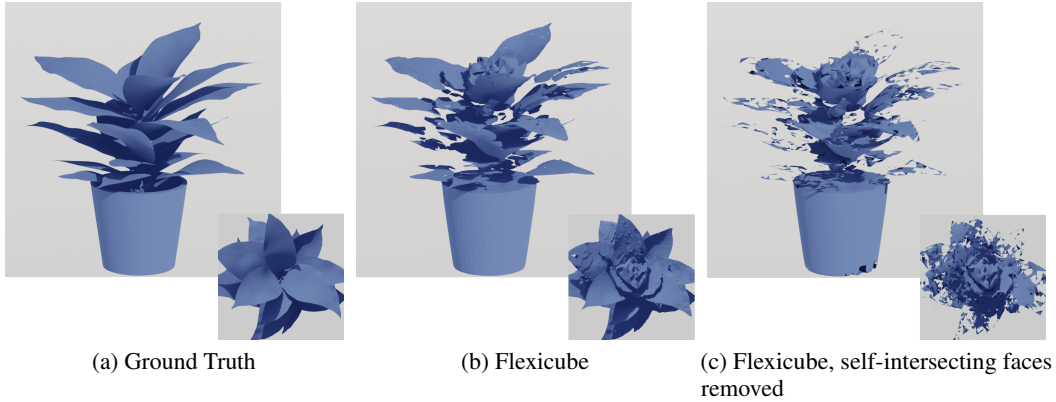 (a) Ground Truth
(b) Flexicube
(c) Flexicube, self-intersecting faces
removed